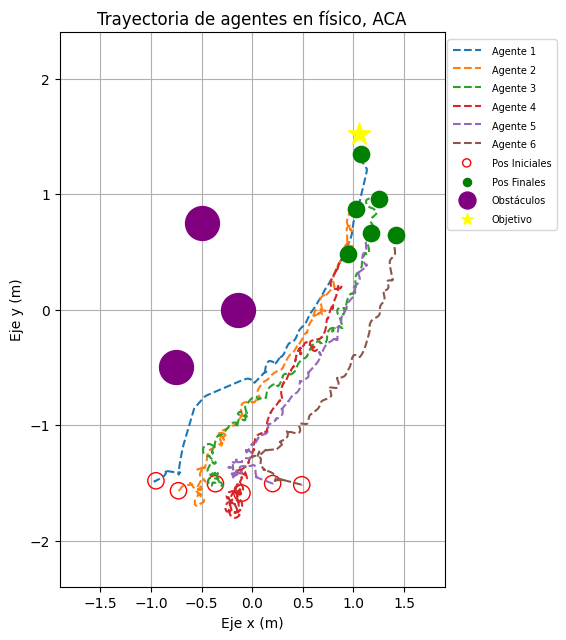 Trayectoria de agentes en físico, ACA
Eje y (m)
2
1
0
−1
−2
−1.5
−1.0
−0.5
0.0
0.5
1.0
1.5
Eje x (m)
Agente 1
Agente 2
Agente 3
Agente 4
Agente 5
Agente 6
Pos Iniciales
Pos Finales
Obstáculos
Objetivo